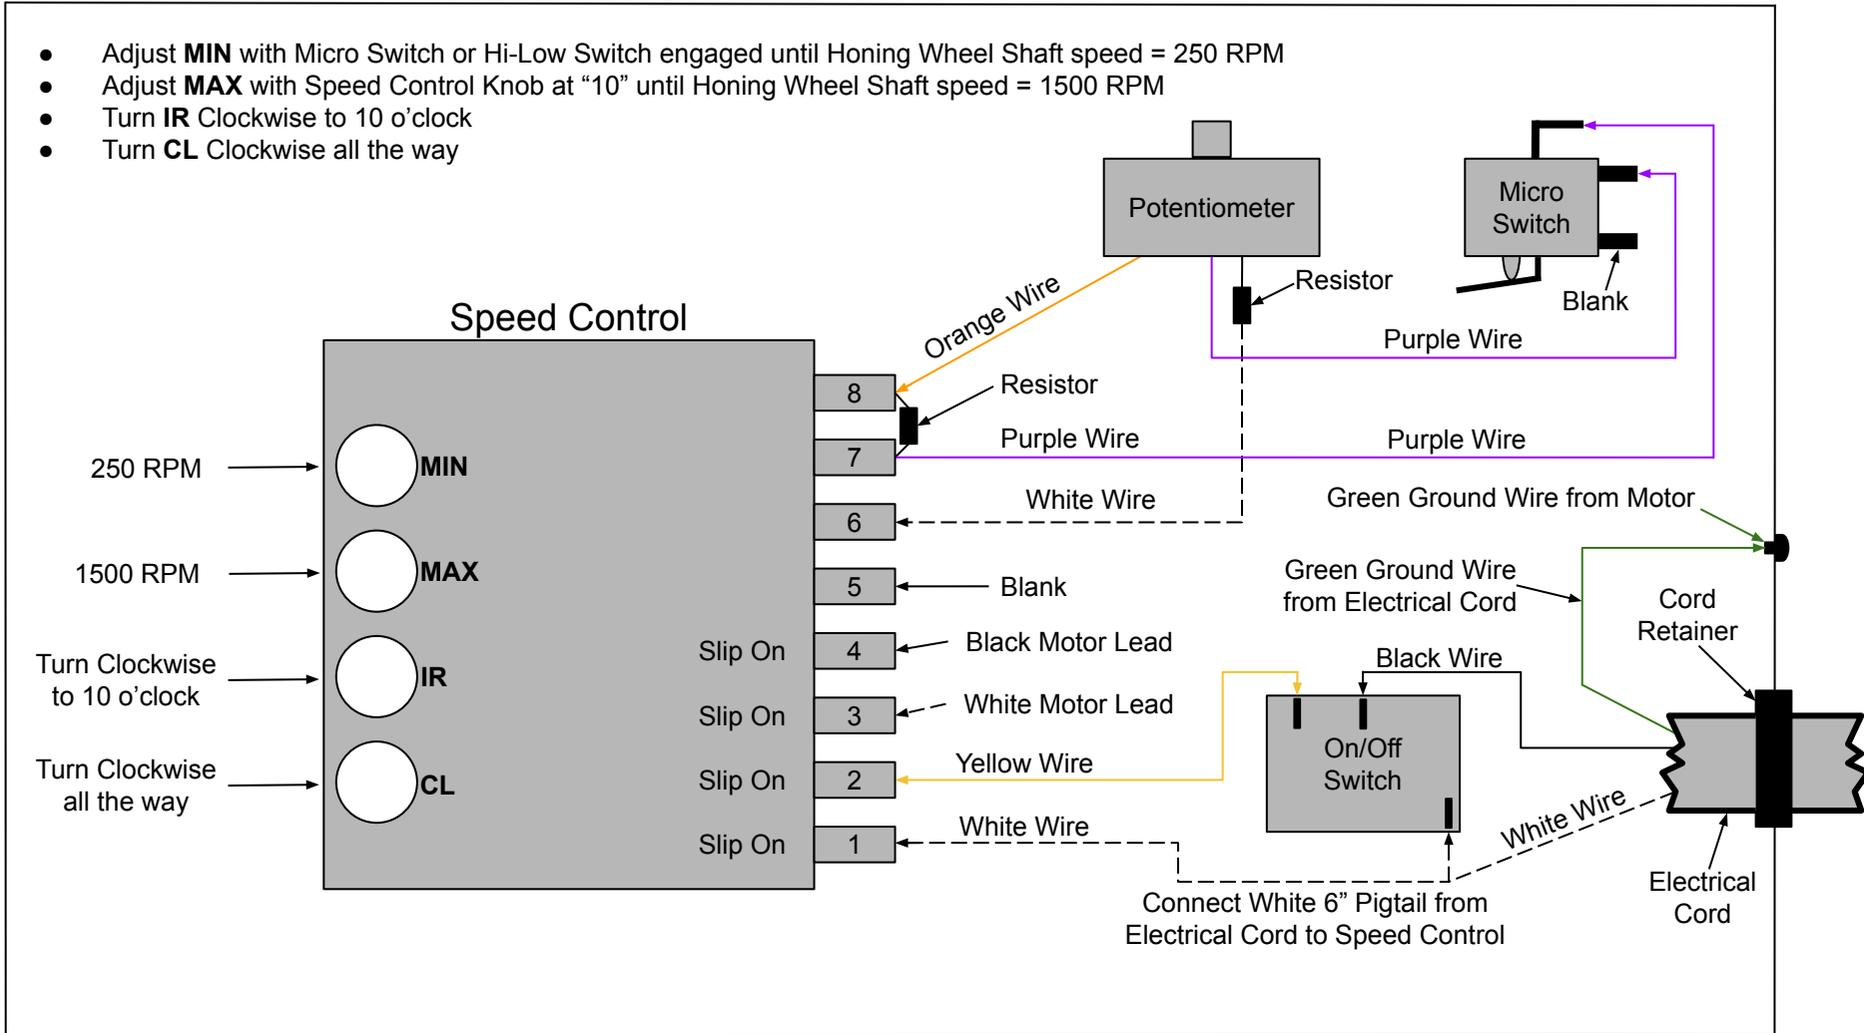 ● Adjust MIN with Micro Switch or Hi-Low Switch engaged until Honing Wheel Shaft speed = 250 RPM
● Adjust MAX with Speed Control Knob at “10” until Honing Wheel Shaft speed = 1500 RPM
● Turn IR Clockwise to 10 o’clock
● Turn CL Clockwise all the way
Potentiometer
Micro
Switch
Resistor
Blank
Orange Wire
Purple Wire
Speed Control
8
Resistor
7
Purple Wire
Purple Wire
250 RPM
MIN
6
White Wire
Green Ground Wire from Motor
1500 RPM
MAX
5
Blank
Green Ground Wire
from Electrical Cord
Cord
Retainer
Slip On
4
Black Motor Lead
Black Wire
Turn Clockwise
to 10 o’clock
IR
Slip On
3
White Motor Lead
On/Off
Switch
Turn Clockwise
all the way
CL
Slip On
2
Yellow Wire
Slip On
1
White Wire
White Wire
Connect White 6” Pigtail from
Electrical Cord to Speed Control
Electrical
Cord